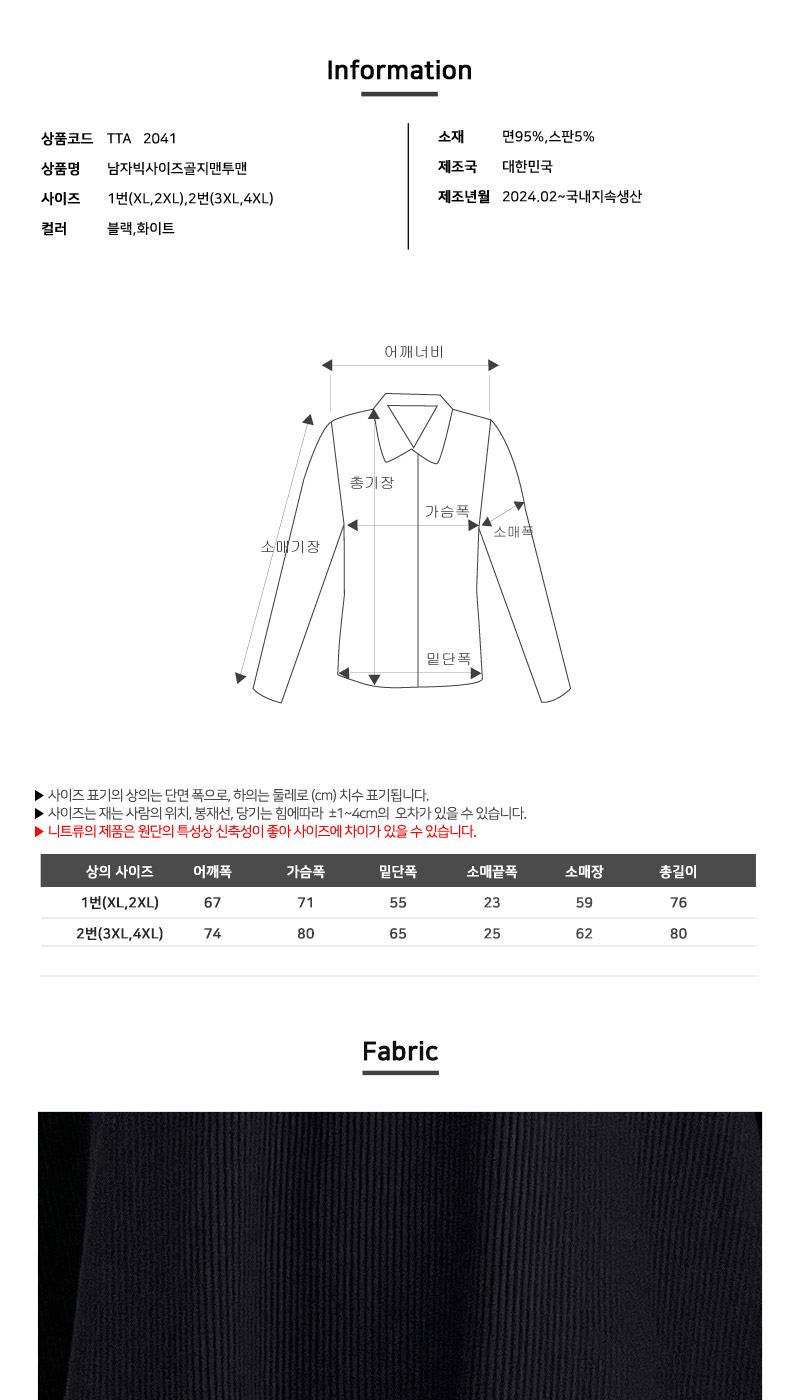 Information
상품코드 TTA 2041
상품명 남자빅사이즈골지맨투맨
사이즈 1번(XL,2XL),2번(3XL,4XL)
컬러 블랙,화이트
소재 면95%,스판5%
제조국 대한민국
제조년월 2024.02~국내지속생산
어깨너비
총기장
가슴폭
소매폭
소매기장
밑단폭
▶ 사이즈 표기의 상의는 단면 폭으로, 하의는 둘레로 (cm) 치수 표기됩니다.
▶ 사이즈는 재는 사람의 위치, 봉재선, 당기는 힘에따라 ±1~4cm의 오차가 있을 수 있습니다.
▶ 니트류의 제품은 원단의 특성상 신축성이 좋아 사이즈에 차이가 있을 수 있습니다.
상의 사이즈 어깨폭 가슴폭 밑단폭 소매끝폭 소매장 총길이
1번(XL,2XL) 67 71 55 23 59 76
2번(3XL,4XL) 74 80 65 25 62 80
Fabric